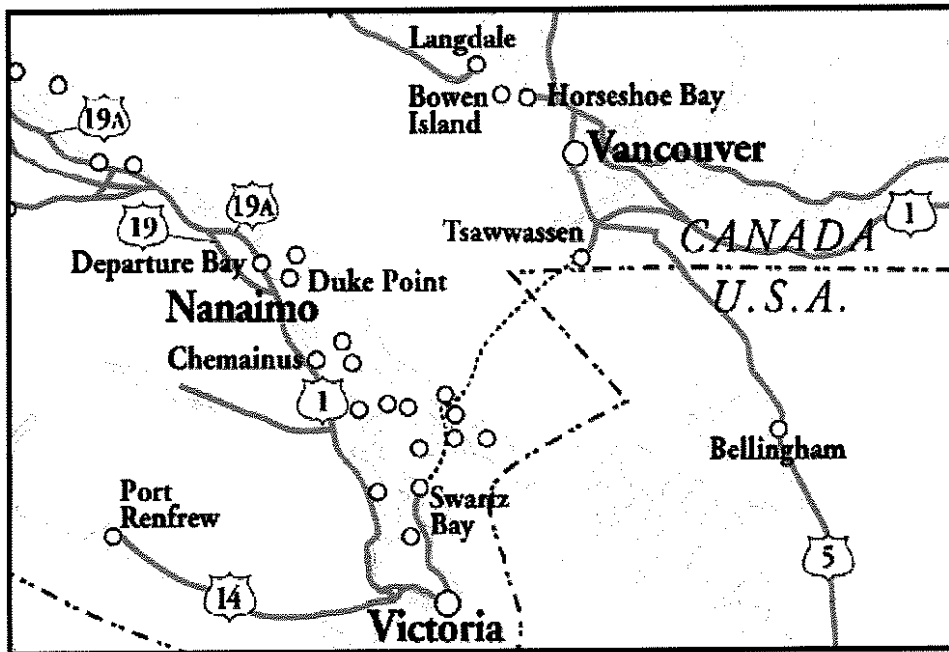 Langdale
Bowen
Island
Horseshoe Bay
19A
Vancouver
19A
1
19
Tsawwassen
CANADA
Departure Bay
U.S.A.
Duke Point
Nanaimo
Chemainus
1
Bellingham
Port
Renfrew
Swartz
Bay
5
14
Victoria